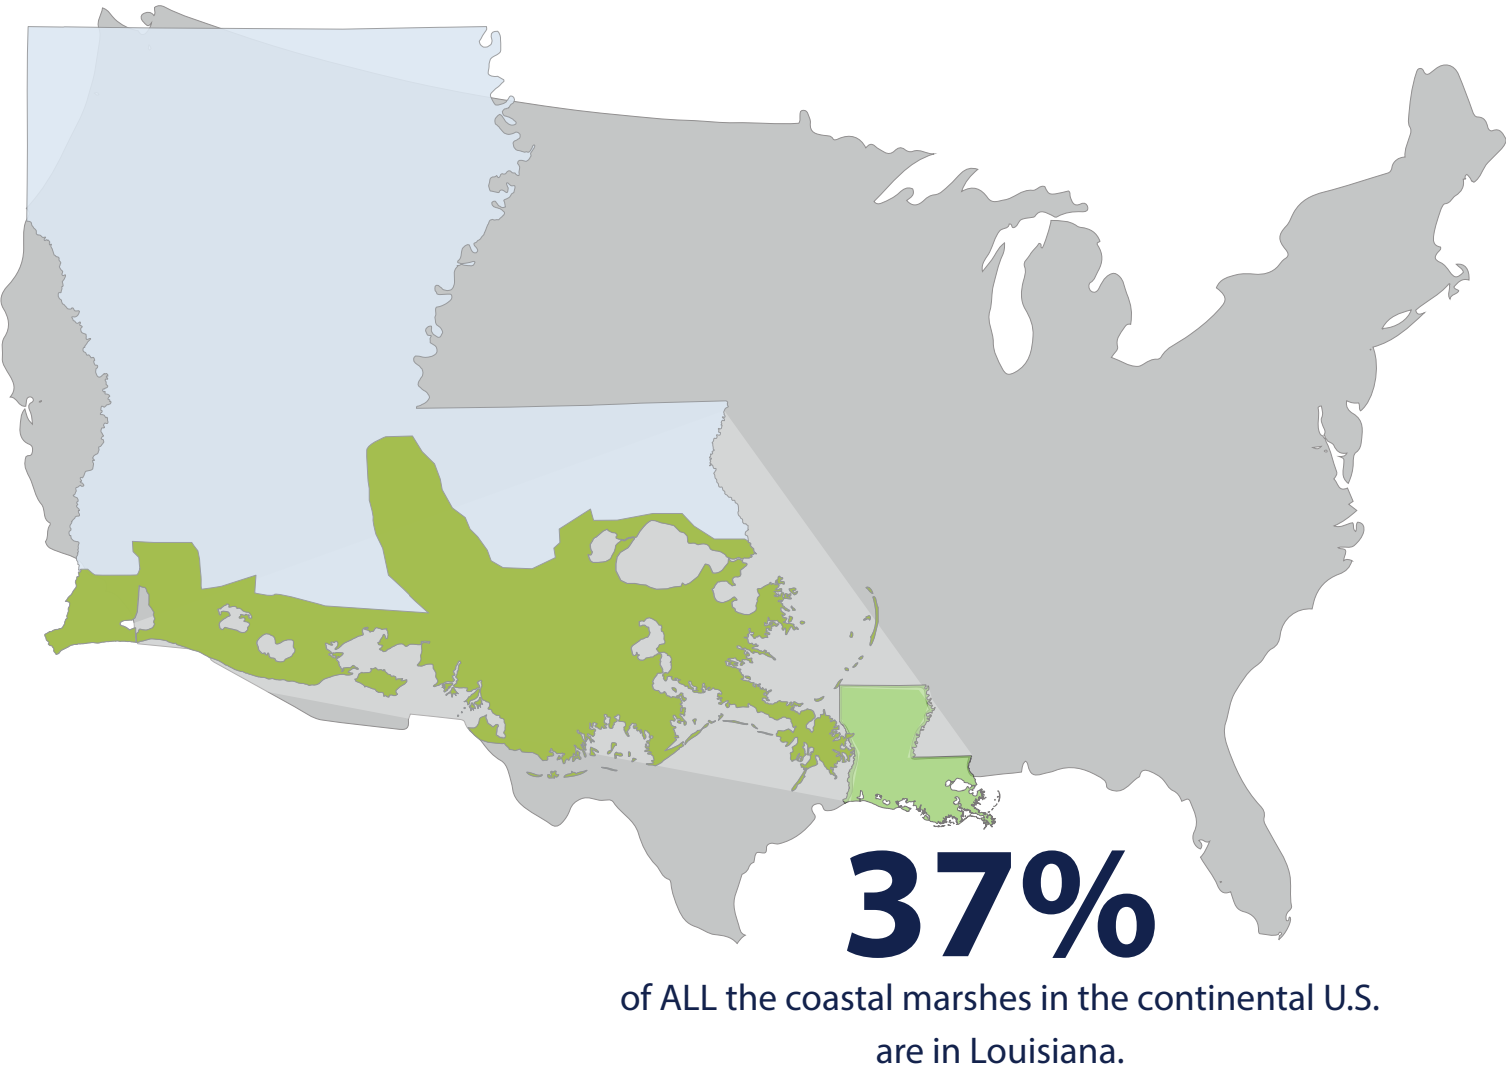 37%
of ALL the coastal marshes in the continental U.S.
are in Louisiana.